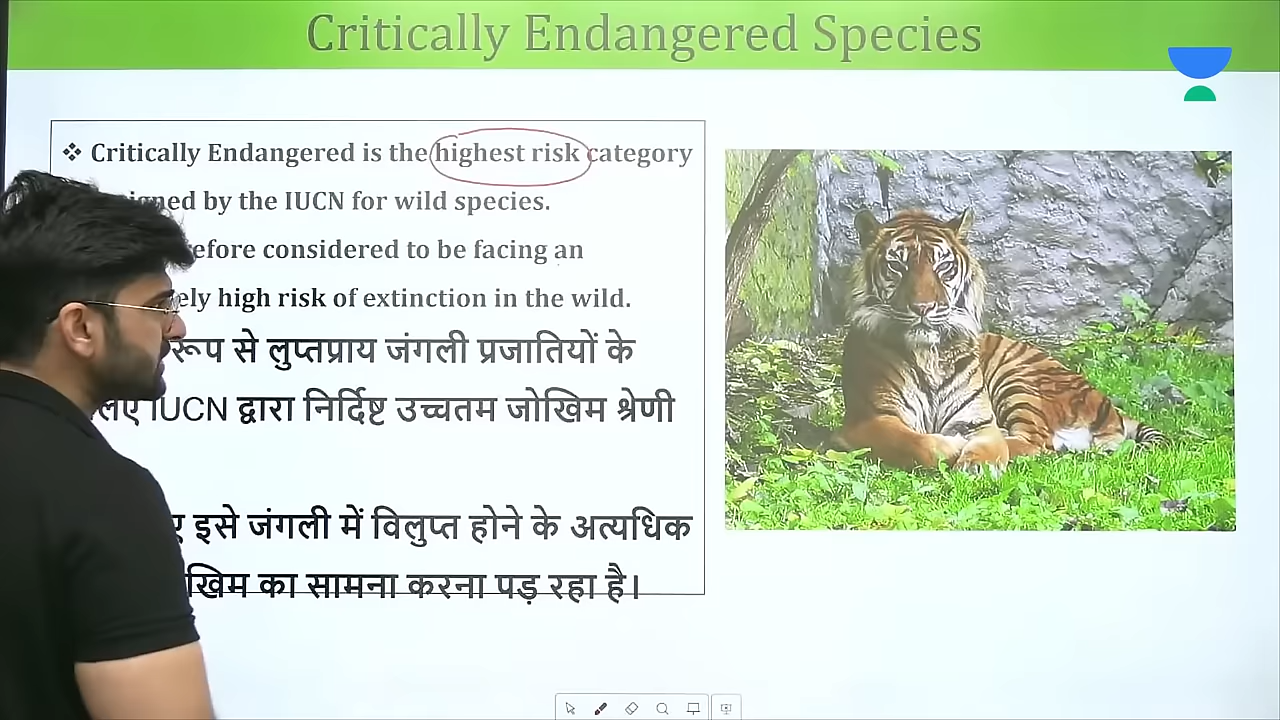 Critically Endangered Species
❖ Critically Endangered is the highest risk category
by the IUCN for wild species.
considered to be facing an
high risk of extinction in the wild.
रूप से लुप्तप्राय जंगली प्रजातियों के
IUCN द्वारा निर्दिष्ट उच्चतम जोखिम श्रेणी
इसे जंगली में विलुप्त होने के अत्यधिक
का सामना करना पड़ रहा है।